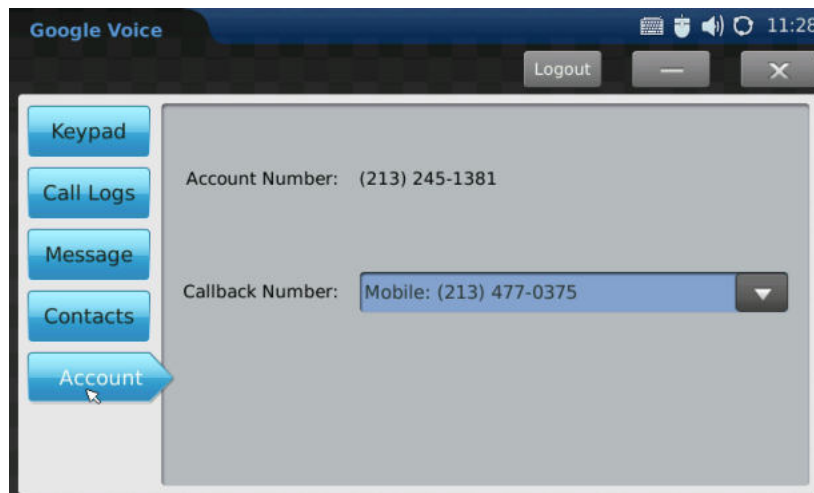 Google Voice
11:28
Logout
Keypad
Call Logs
Message
Contacts
Account
Account Number: (213) 245-1381
Callback Number: Mobile: (213) 477-0375